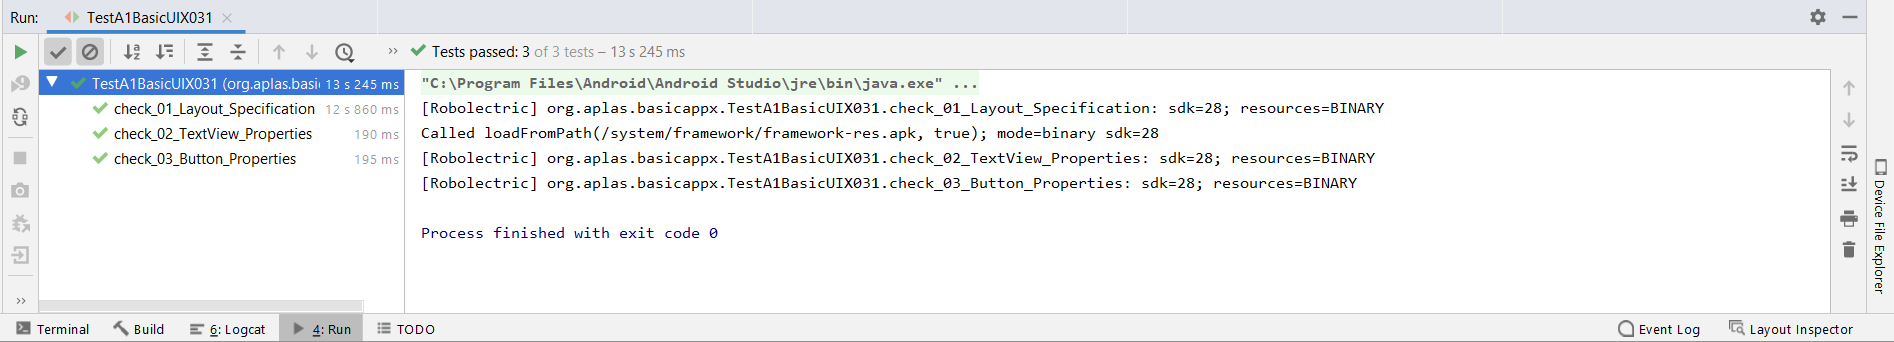 Run: TestA1BasicUIX031
Tests passed: 3 of 3 tests – 13 s 245 ms
TestA1BasicUIX031 (org.aplas.basic 13 s 245 ms
check_01_Layout_Specification 12 s 860 ms
check_02_TextView_Properties 190 ms
check_03_Button_Properties 195 ms
"C:\Program Files\Android\Android Studio\jre\bin\java.exe" ...
[Robolectric] org.aplas.basicappx.TestA1BasicUIX031.check_01_Layout_Specification: sdk=28; resources=BINARY
Called loadFromPath(/system/framework/framework-res.apk, true); mode=binary sdk=28
[Robolectric] org.aplas.basicappx.TestA1BasicUIX031.check_02_TextView_Properties: sdk=28; resources=BINARY
[Robolectric] org.aplas.basicappx.TestA1BasicUIX031.check_03_Button_Properties: sdk=28; resources=BINARY
Process finished with exit code 0
Device File Explorer
Terminal Build 6: Logcat 4: Run TODO Event Log Layout Inspector